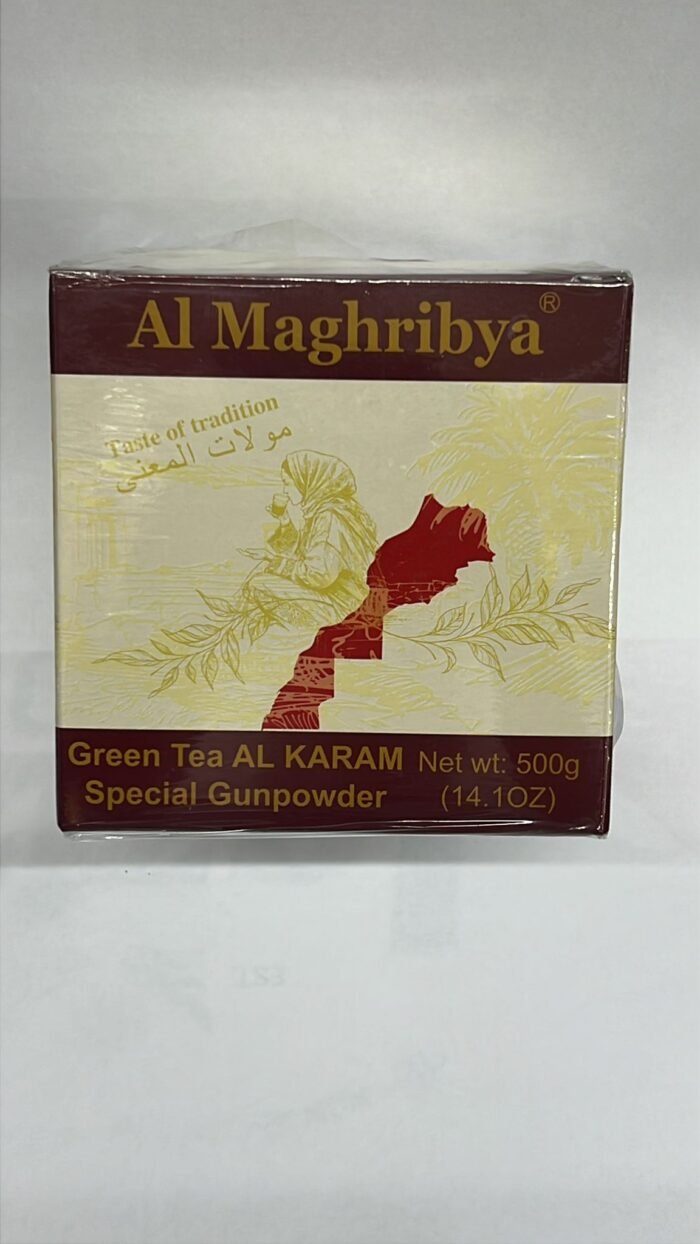 Al Maghribya®
Taste of tradition
مولات المعنى
Green Tea AL KARAM
Special Gunpowder
Net wt: 500g
(14.1OZ)